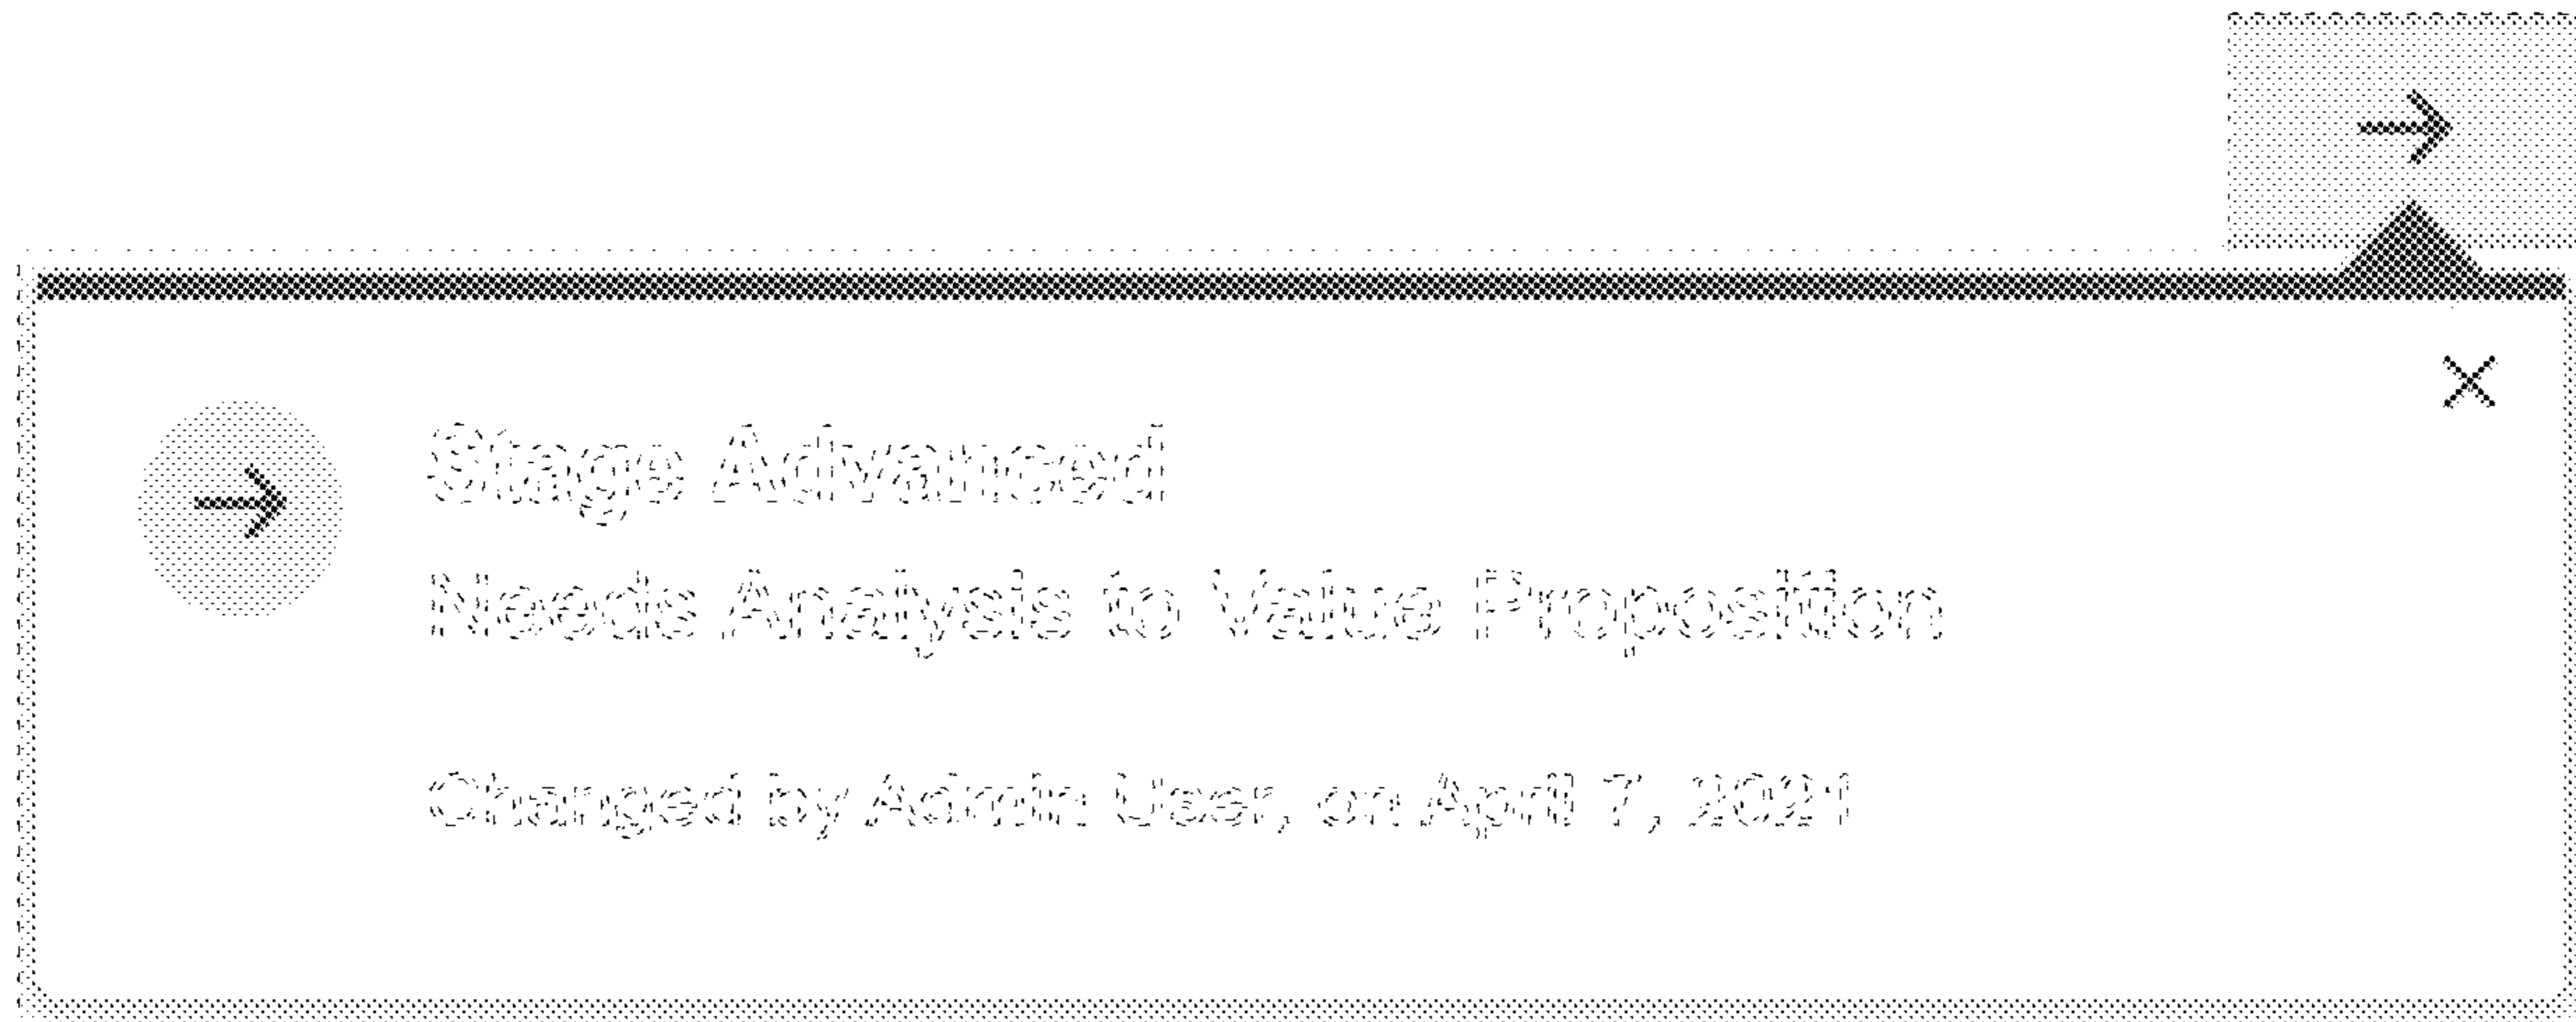 Stage Advanced
Needs Analysis to Value Proposition
Changed by Admin User, on April 7, 2021